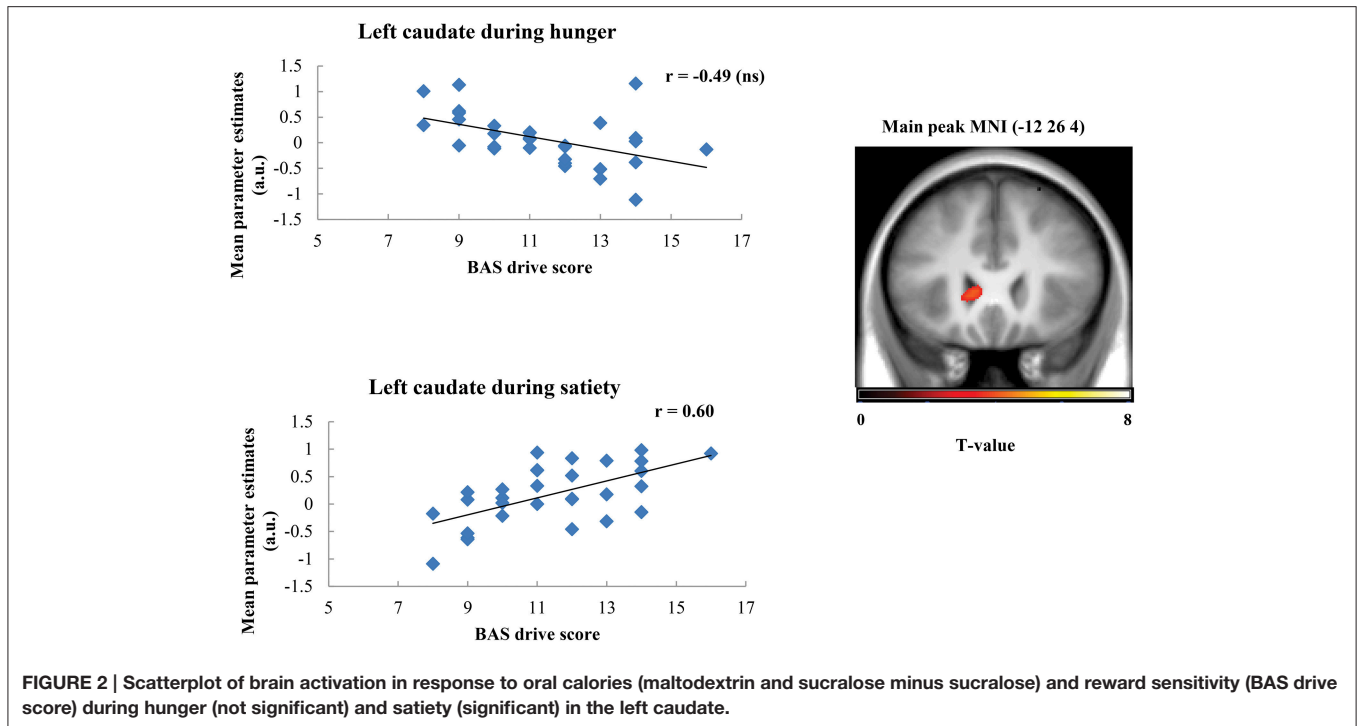 Left caudate during hunger
r = -0.49 (ns)
Mean parameter estimates
(a.u.)
1.5
1
0.5
0
-0.5
-1
-1.5
5 7 9 11 13 15 17
BAS drive score
Main peak MNI (-12 26 4)
0 8
T-value
Left caudate during satiety
r = 0.60
Mean parameter estimates
(a.u.)
1.5
1
0.5
0
-0.5
-1
-1.5
5 7 9 11 13 15 17
BAS drive score
FIGURE 2 | Scatterplot of brain activation in response to oral calories (maltodextrin and sucralose minus sucralose) and reward sensitivity (BAS drive
score) during hunger (not significant) and satiety (significant) in the left caudate.